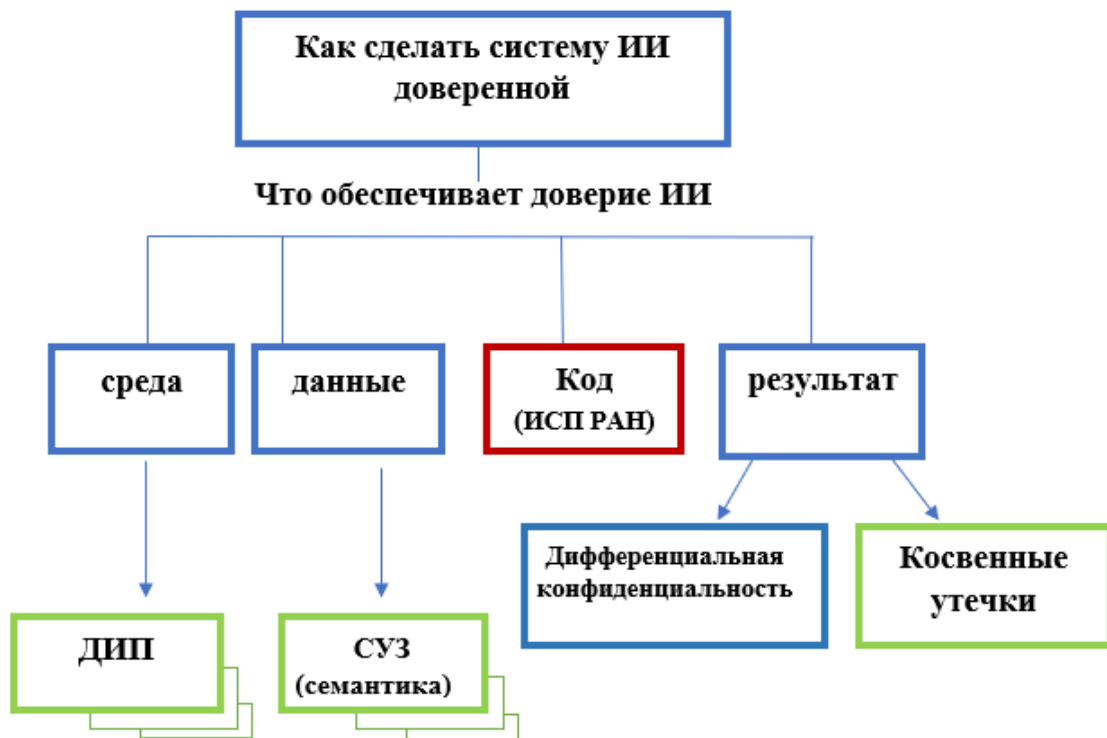 Как сделать систему ИИ
доверенной
Что обеспечивает доверие ИИ
среда
данные
Код
(ИСП РАН)
результат
Дифференциальная
конфиденциальность
Косвенные
утечки
ДИП
СУЗ
(семантика)